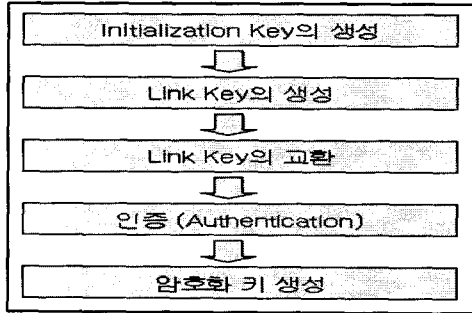 Initialization Key의 생성
Link Key의 생성
Link Key의 교환
인증 (Authentication)
암호화 키 생성